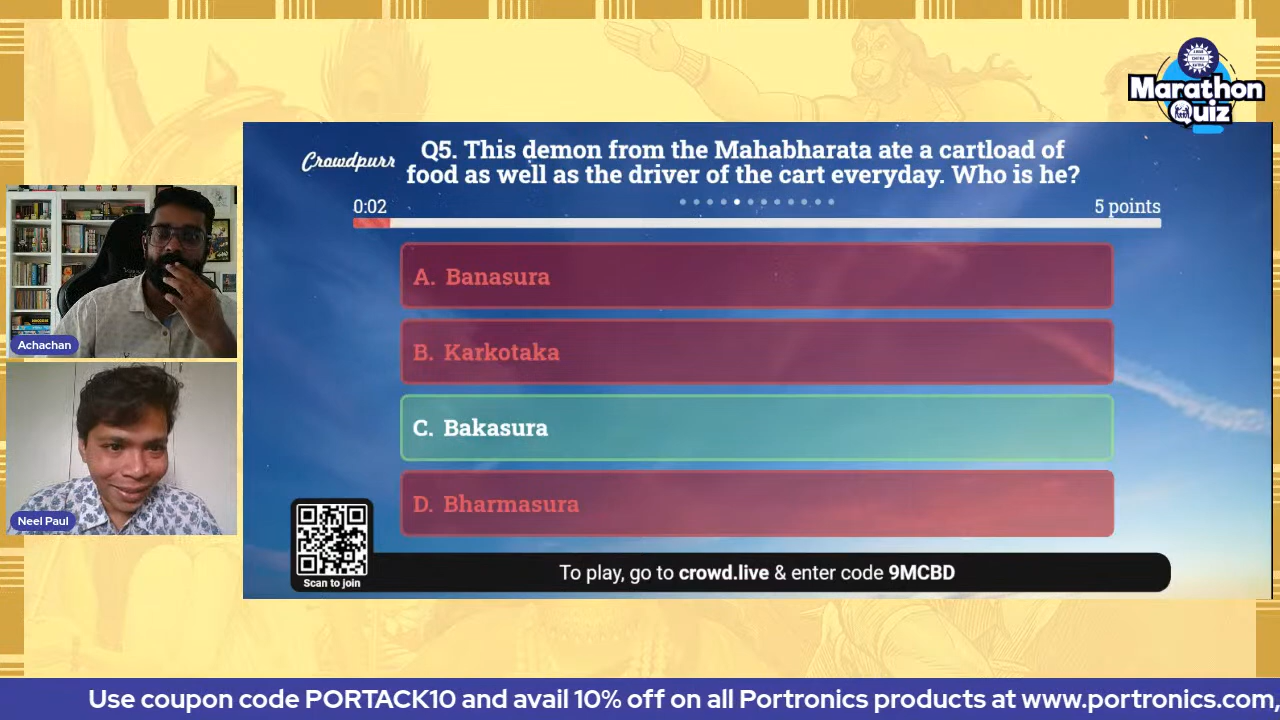 Marathon
Quiz
Crowdpurr
Q5. This demon from the Mahabharata ate a cartload of
food as well as the driver of the cart everyday. Who is he?
0:02
5 points
A. Banasura
B. Karkotaka
C. Bakasura
D. Bharmasura
Achachan
Neel Paul
Scan to join
To play, go to crowd.live & enter code 9MCBD
Use coupon code PORTACK10 and avail 10% off on all Portronics products at www.portronics.com,